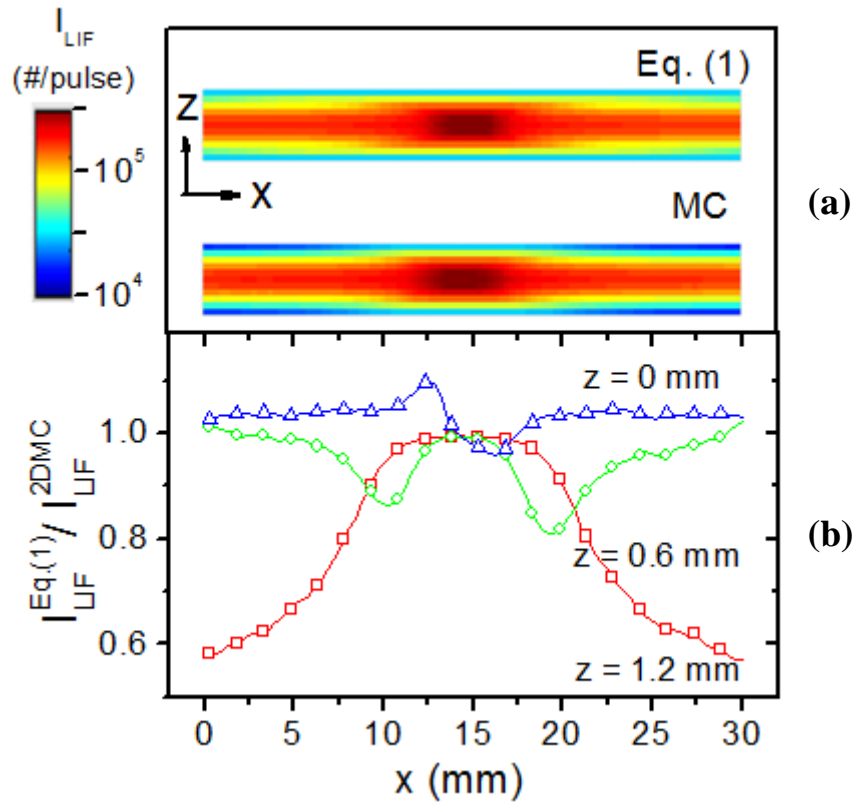 I_LIF
(#/pulse)
10^5
10^4
Z
X
Eq. (1)
MC
(a)
z = 0 mm
z = 0.6 mm
z = 1.2 mm
(b)
I_LIF^Eq.(1) / I_LIF^2DMC
1.0
0.8
0.6
0 5 10 15 20 25 30
x (mm)